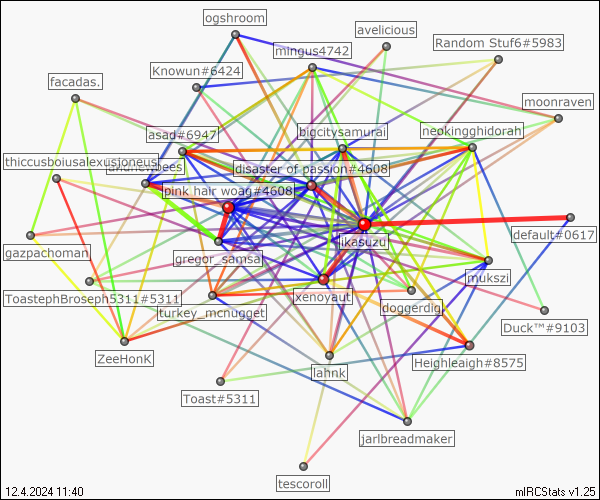 ogshroom
avelicious
mingus4742
Random Stuf6#5983
Knowun#6424
facadas.
moonraven
asad#6947
bigcitysamurai
neokingghidorah
thiccusboiusalexusjoneus
disaster of passion#4608
pink hair woag#4608
default#0617
ikasuzu
gazpachoman
gregor_samsa
mukszi
ToastephBroseph5311#5311
xenoyaut
doggerdig
turkey_mcnugget
Duck™#9103
ZeeHonK
Heighleigh#8575
lahnk
Toast#5311
jarlbreadmaker
tescoroll
12.4.2024 11:40
mIRCStats v1.25